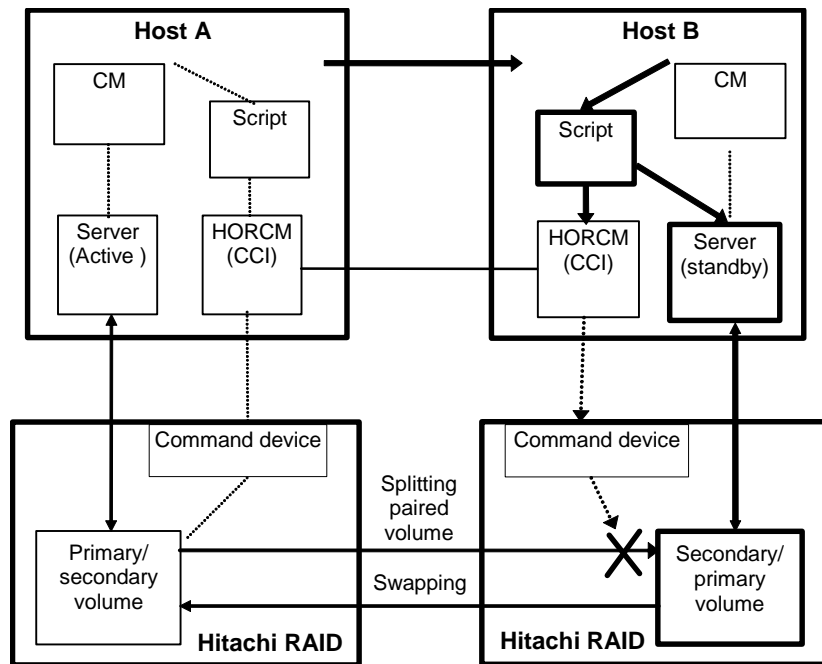 Host A
CM
Script
Server
(Active )
HORCM
(CCI)
Host B
Script
CM
HORCM
(CCI)
Server
(standby)
Command device
Primary/
secondary
volume
Hitachi RAID
Splitting
paired
volume
Swapping
Command device
Secondary/
primary
volume
Hitachi RAID